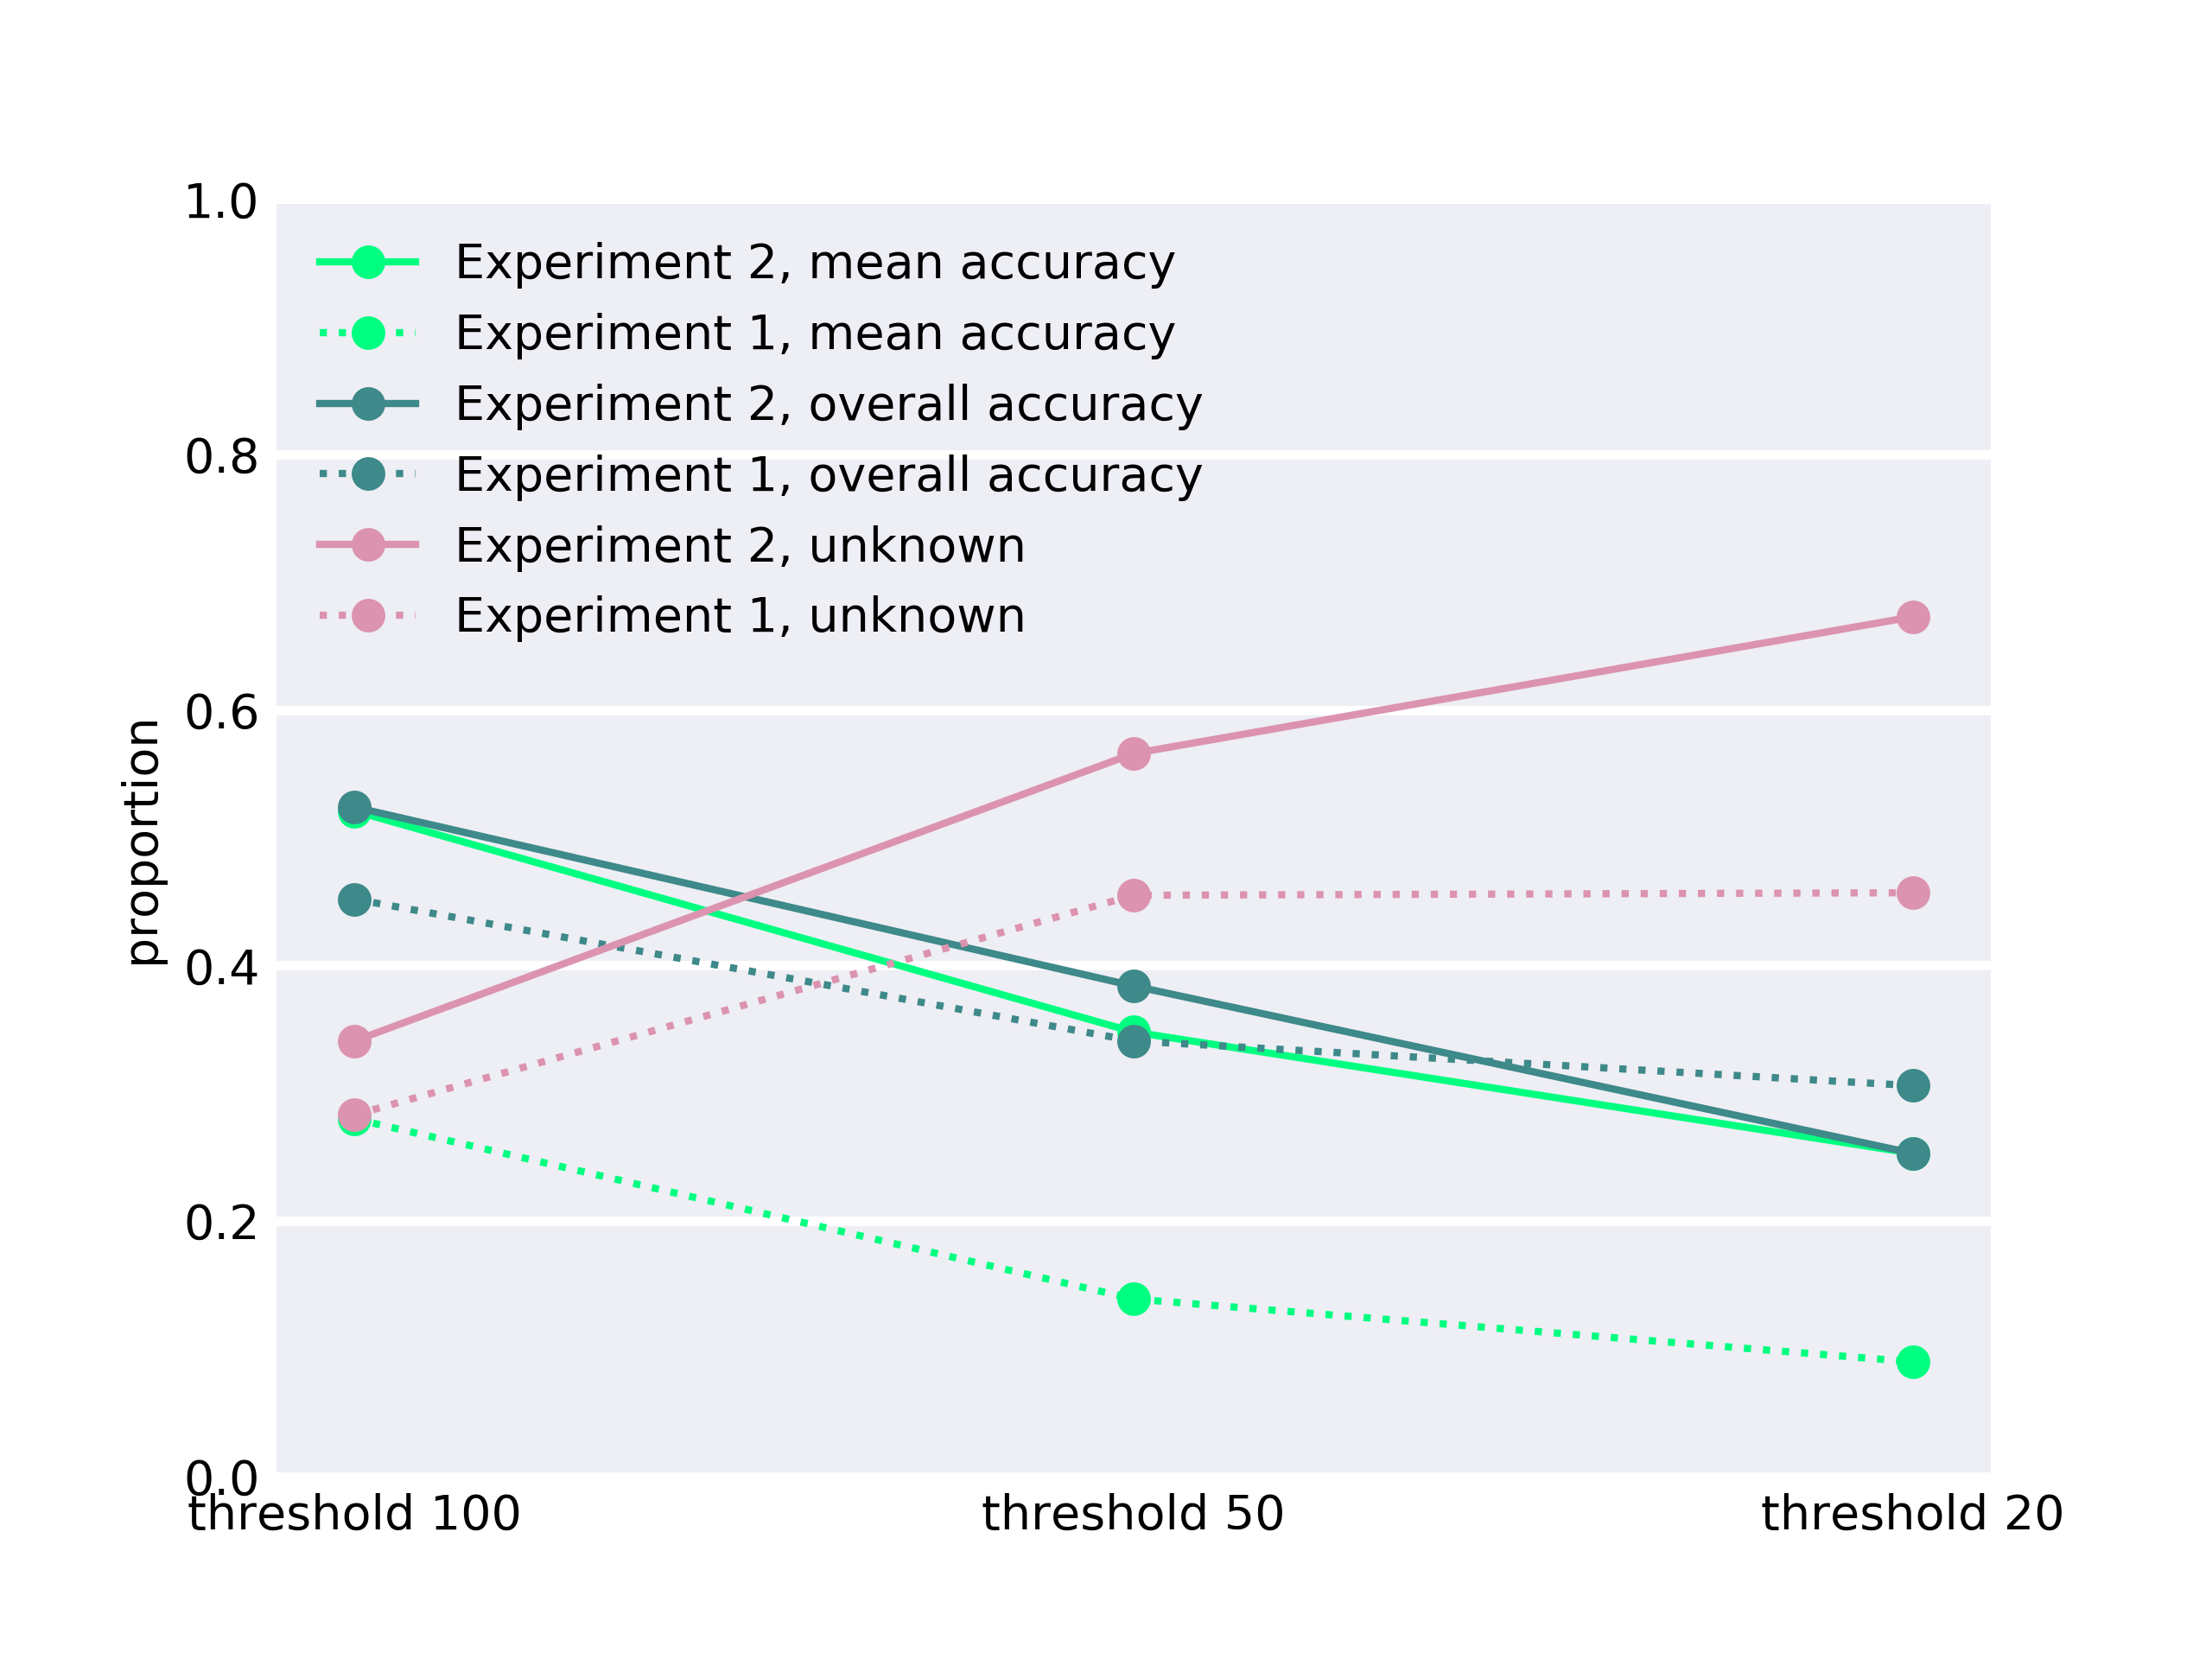 1.0
Experiment 2, mean accuracy
Experiment 1, mean accuracy
Experiment 2, overall accuracy
0.8
Experiment 1, overall accuracy
Experiment 2, unknown
Experiment 1, unknown
0.6
proportion
0.4
0.2
0.0
threshold 100
threshold 50
threshold 20